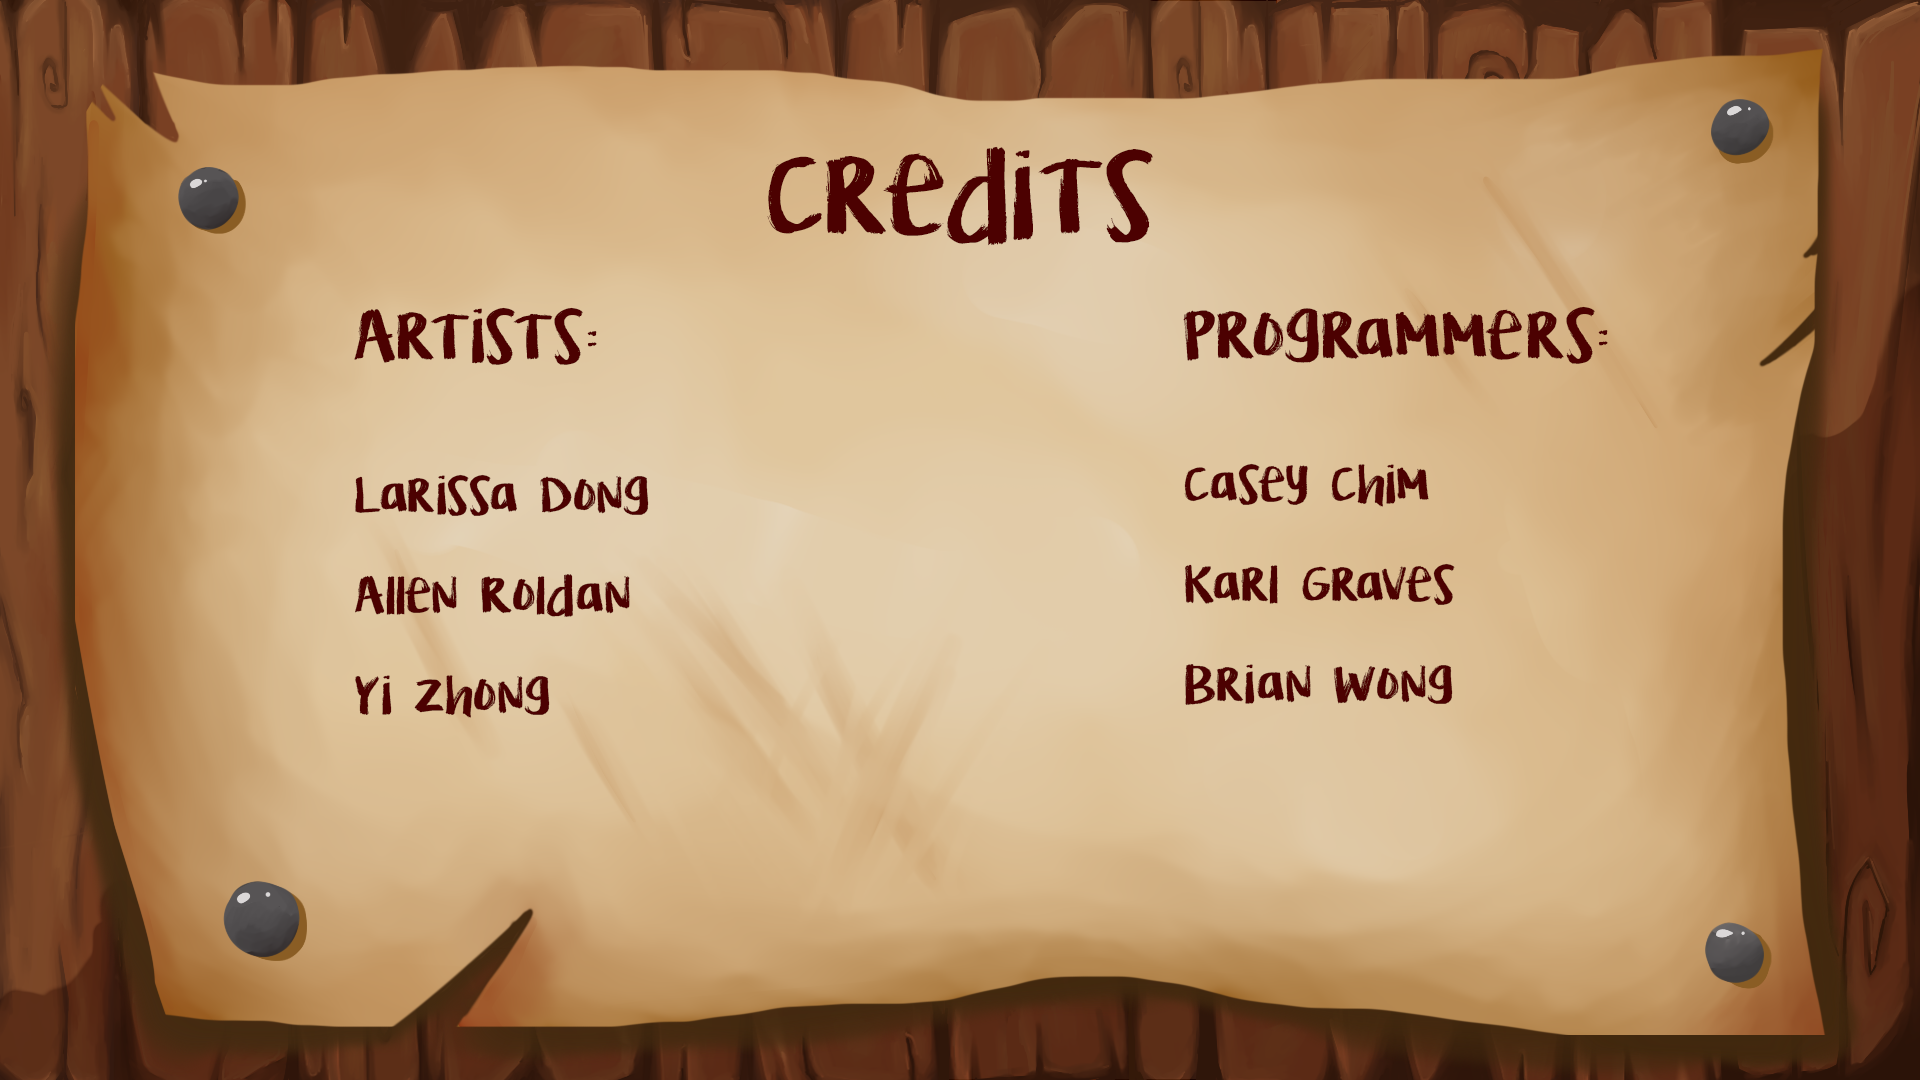 Credits
Artists:
Larissa Dong
Allen Roldan
Yi Zhong
Programmers:
Casey Chim
Karl Graves
Brian Wong